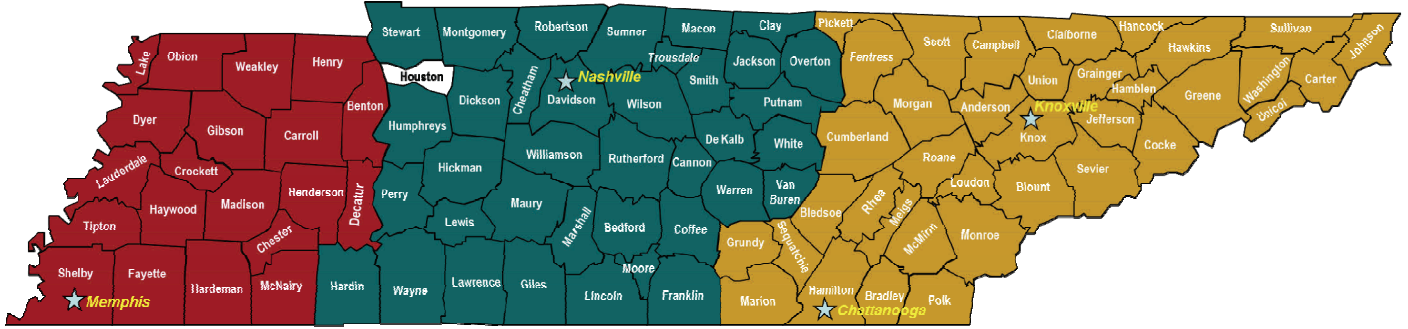 Lake
Obion
Weakley
Henry
Dyer
Gibson
Carroll
Benton
Lauderdale
Crockett
Haywood
Madison
Henderson
Decatur
Tipton
Chester
Shelby
Memphis
Fayette
Hardeman
McNairy
Stewart
Montgomery
Robertson
Sumner
Macon
Clay
Houston
Dickson
Cheatham
Nashville
Davidson
Trousdale
Wilson
Smith
Jackson
Overton
Putnam
Humphreys
Hickman
Williamson
Rutherford
Cannon
De Kalb
White
Warren
Van
Buren
Perry
Lewis
Maury
Marshall
Bedford
Coffee
Moore
Hardin
Wayne
Lawrence
Giles
Lincoln
Franklin
Pickett
Fentress
Scott
Campbell
Claiborne
Hancock
Hawkins
Sullivan
Johnson
Union
Grainger
Hamblen
Greene
Washington
Carter
Unicoi
Morgan
Anderson
Knoxville
Knox
Jefferson
Cocke
Cumberland
Roane
Loudon
Blount
Sevier
Bledsoe
Rhea
Meigs
McMinn
Monroe
Grundy
Sequatchie
Marion
Hamilton
Chattanooga
Bradley
Polk